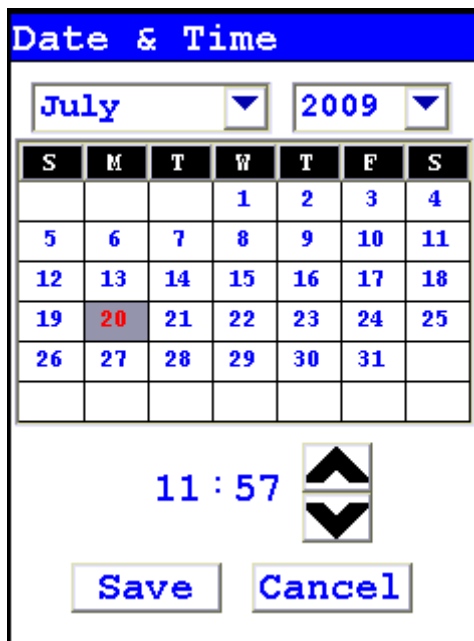 Date & Time
July 2009
S M T W T F S
1 2 3 4
5 6 7 8 9 10 11
12 13 14 15 16 17 18
19 20 21 22 23 24 25
26 27 28 29 30 31
11:57
Save Cancel